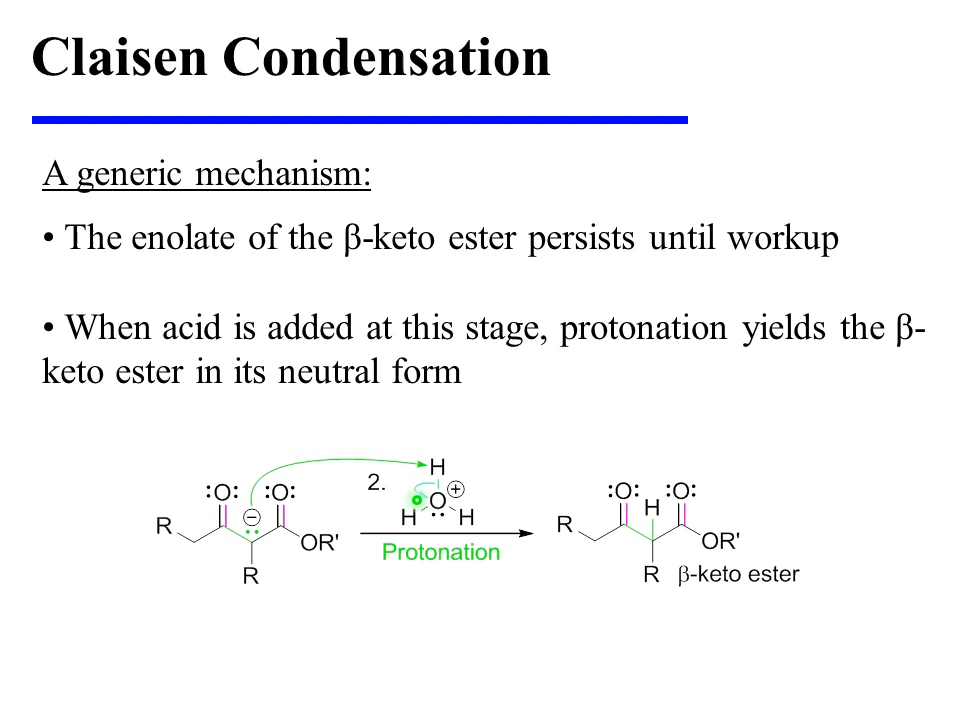 Claisen Condensation
A generic mechanism:
• The enolate of the β-keto ester persists until workup
• When acid is added at this stage, protonation yields the β-
keto ester in its neutral form
H
2.
O +
H H
Protonation
:O: :O:
R − OR'
R
:O: H :O:
R OR'
R β-keto ester